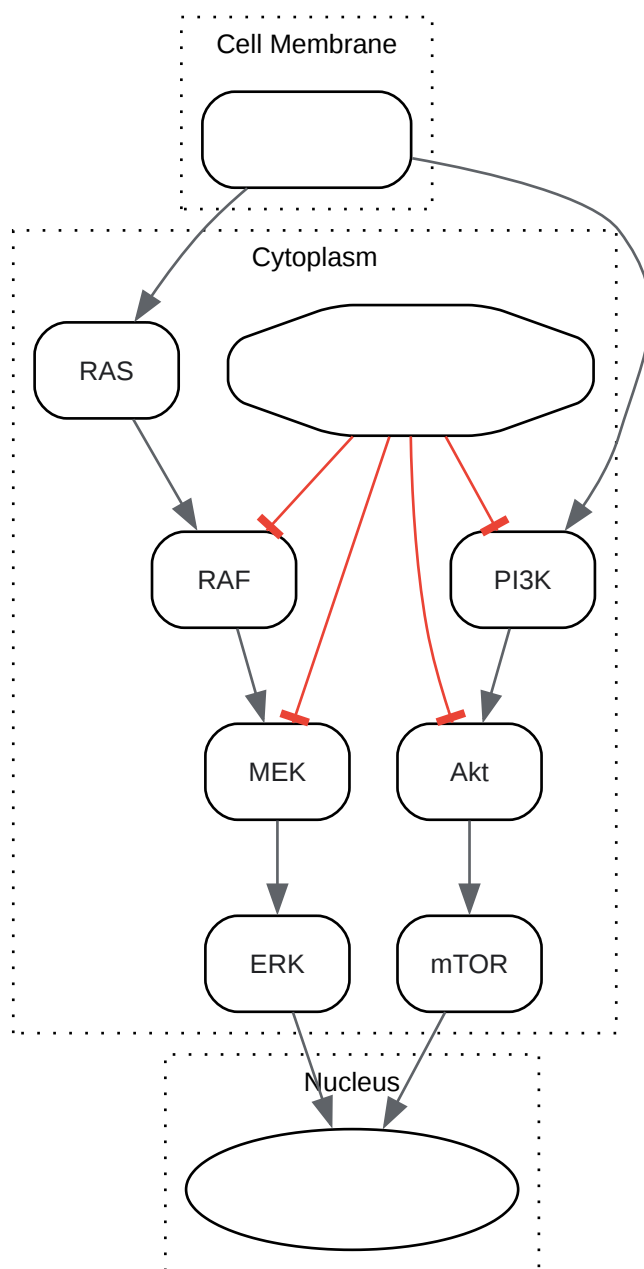 Cell Membrane
Cytoplasm
RAS
RAF
PI3K
MEK
Akt
ERK
mTOR
Nucleus